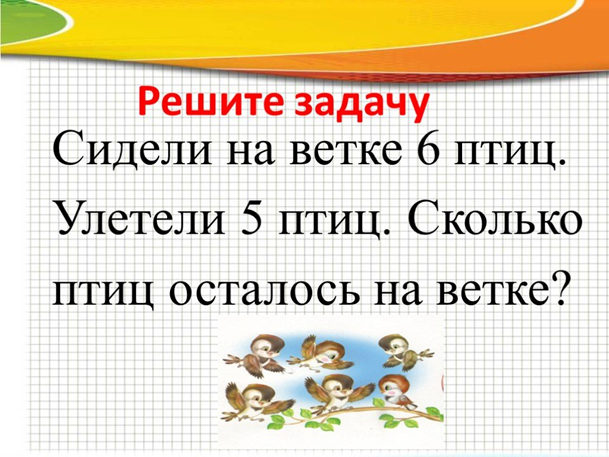 Решите задачу
Сидели на ветке 6 птиц.
Улетели 5 птиц. Сколько
птиц осталось на ветке?